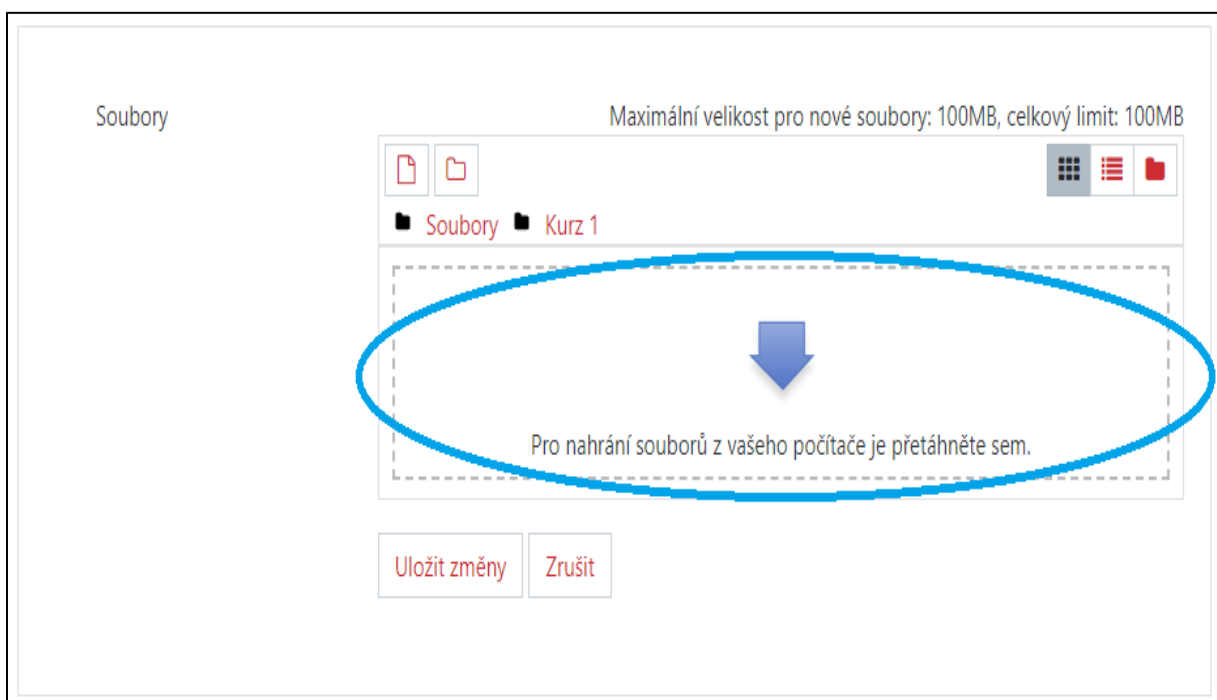 Soubory
Maximální velikost pro nové soubory: 100MB, celkový limit: 100MB
Soubory Kurz 1
Pro nahrání souborů z vašeho počítače je přetáhněte sem.
Uložit změny Zrušit